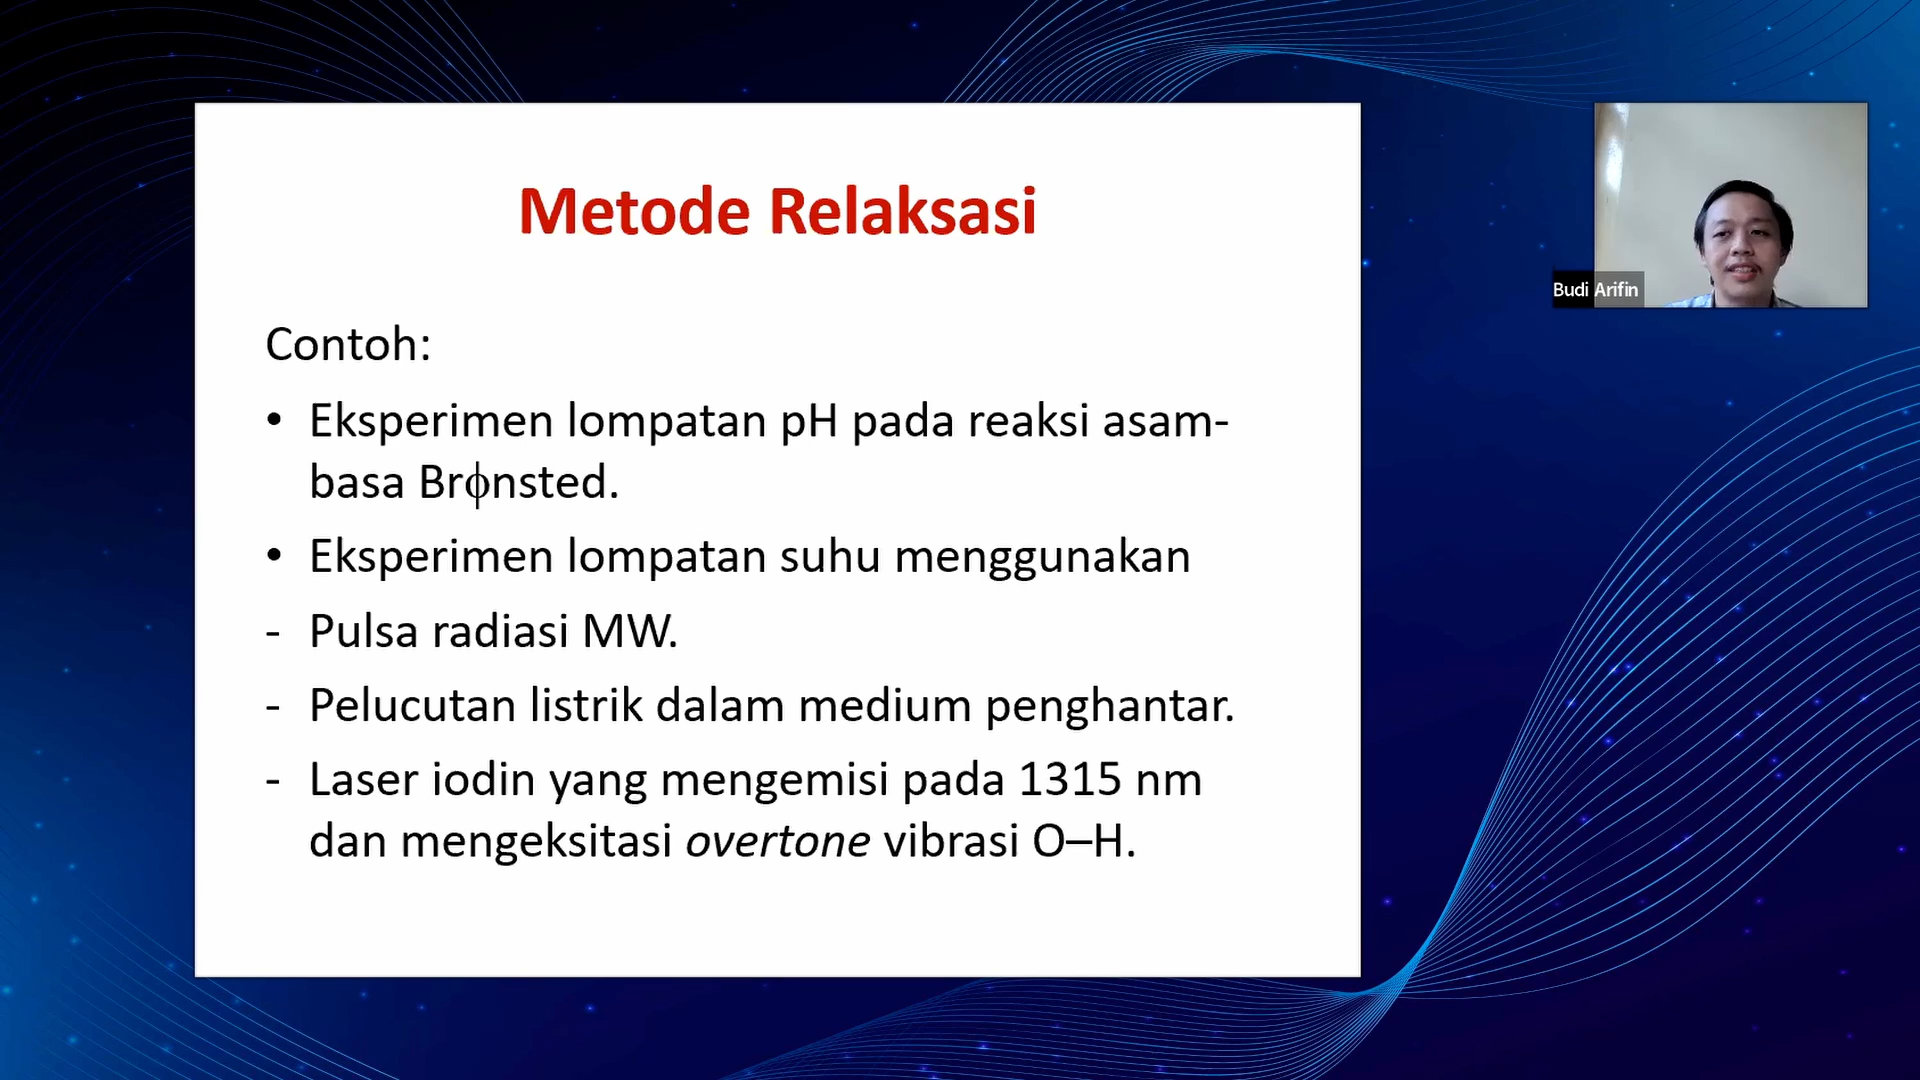 Metode Relaksasi
Contoh:
• Eksperimen lompatan pH pada reaksi asam-
basa Brϕnsted.
• Eksperimen lompatan suhu menggunakan
- Pulsa radiasi MW.
- Pelucutan listrik dalam medium penghantar.
- Laser iodin yang mengemisi pada 1315 nm
dan mengeksitasi overtone vibrasi O–H.
Budi Arifin